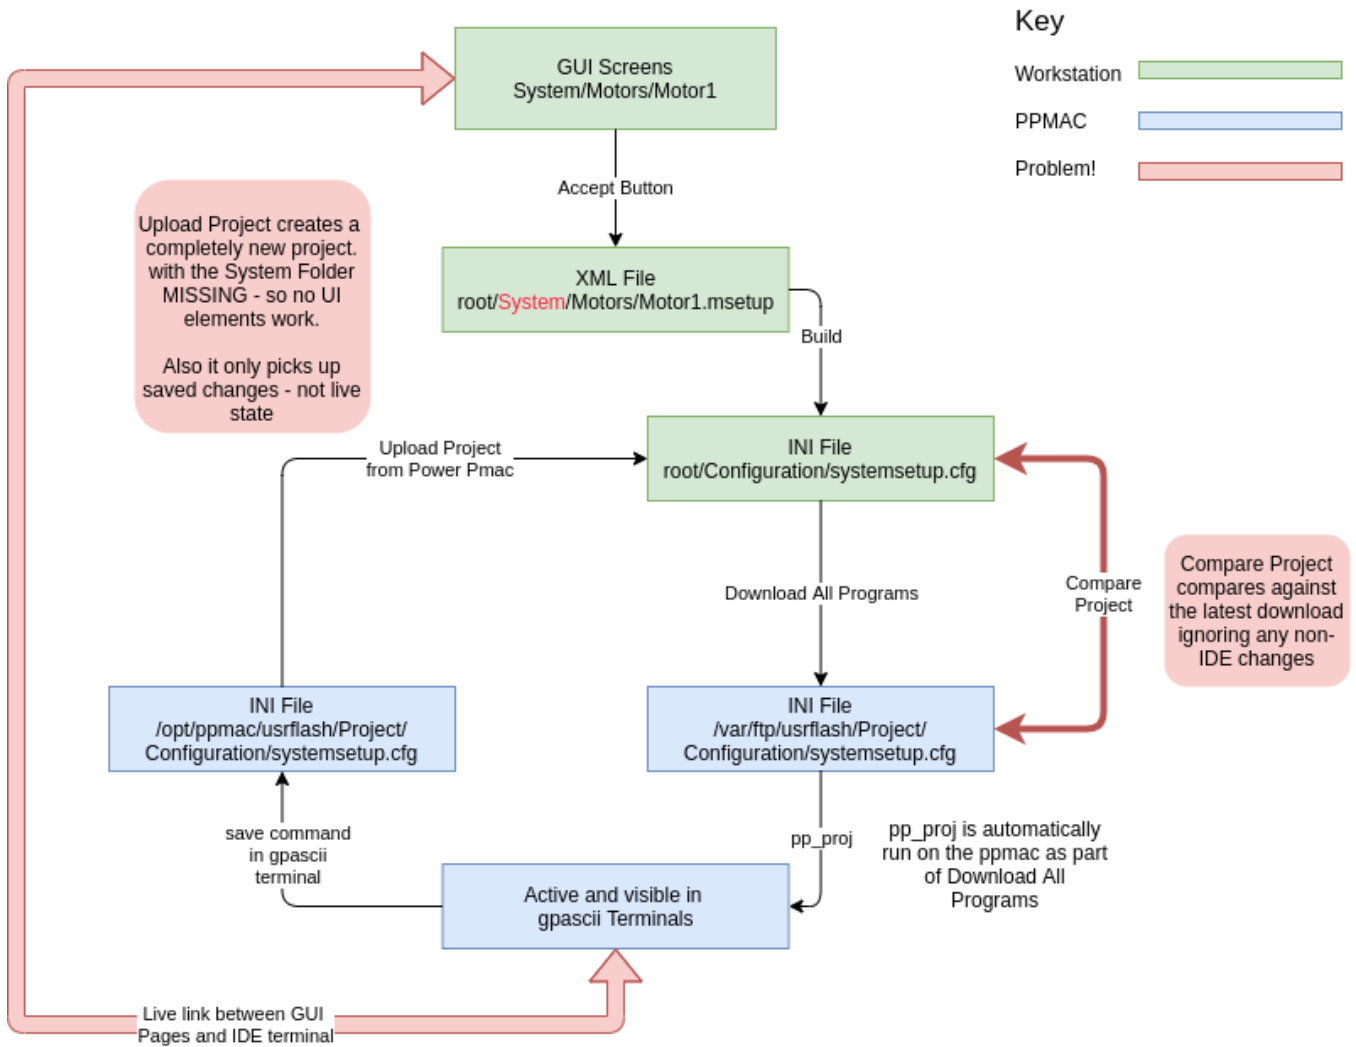 Key
Workstation
PPMAC
Problem!
GUI Screens
System/Motors/Motor1
Accept Button
Upload Project creates a
completely new project.
with the System Folder
MISSING - so no UI
elements work.
Also it only picks up
saved changes - not live
state
XML File
root/System/Motors/Motor1.msetup
Build
Upload Project
from Power Pmac
INI File
root/Configuration/systemsetup.cfg
Download All Programs
Compare
Project
Compare Project
compares against
the latest download
ignoring any non-
IDE changes
INI File
/opt/ppmac/usrflash/Project/
Configuration/systemsetup.cfg
INI File
/var/ftp/usrflash/Project/
Configuration/systemsetup.cfg
save command
in gpascii
terminal
pp_proj
pp_proj is automatically
run on the ppmac as part
of Download All
Programs
Active and visible in
gpascii Terminals
Live link between GUI
Pages and IDE terminal